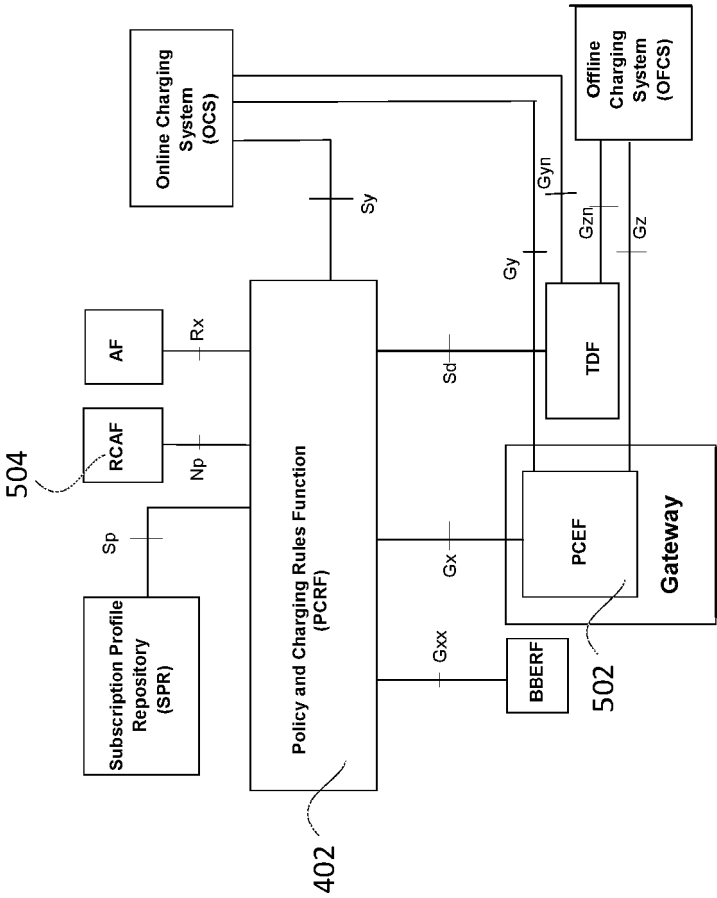 504
Subscription Profile
Repository
(SPR)
Sp
RCAF
Np
AF
Rx
Online Charging
System
(OCS)
Sy
402
Policy and Charging Rules Function
(PCRF)
Gxx
Gx
Sd
Gy
Gyn
Gzn
Gz
BBERF
502
PCEF
Gateway
TDF
Offline
Charging
System
(OFCS)